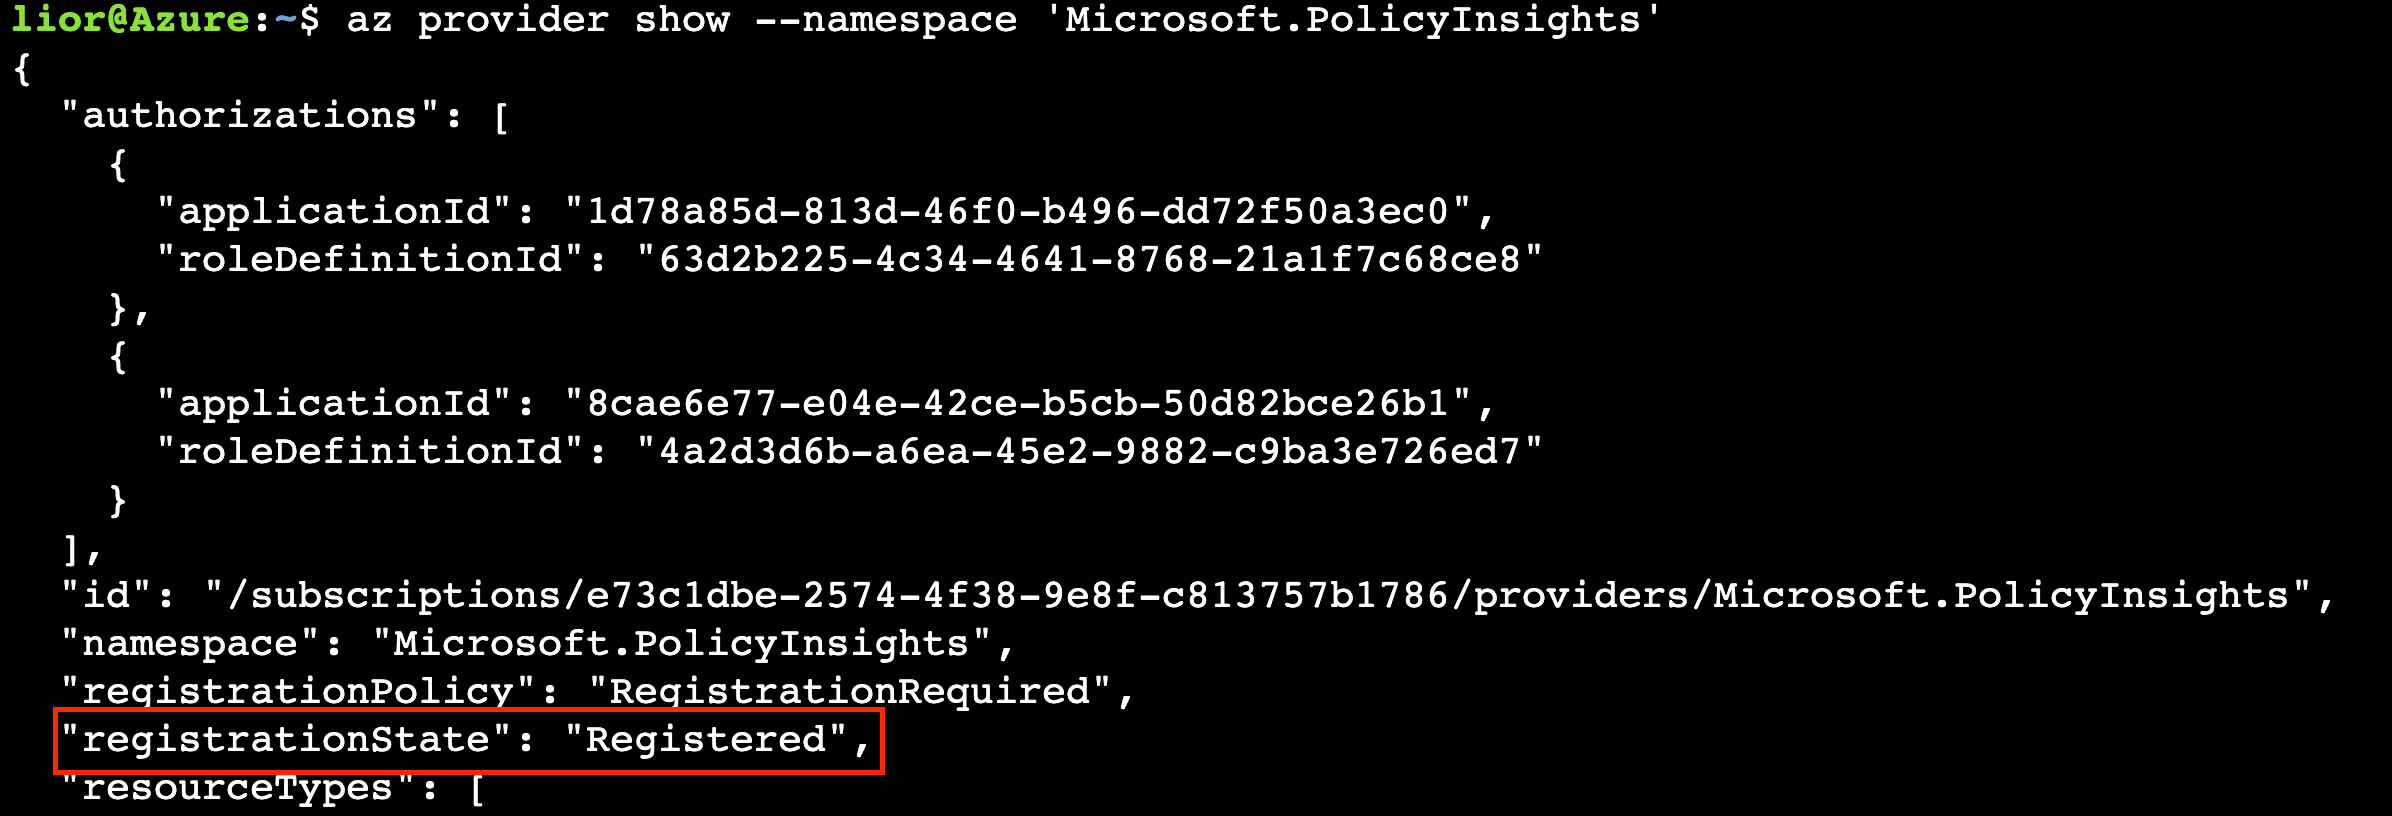 lior@Azure:~$ az provider show --namespace 'Microsoft.PolicyInsights'
{
  "authorizations": [
    {
      "applicationId": "1d78a85d-813d-46f0-b496-dd72f50a3ec0",
      "roleDefinitionId": "63d2b225-4c34-4641-8768-21a1f7c68ce8"
    },
    {
      "applicationId": "8cae6e77-e04e-42ce-b5cb-50d82bce26b1",
      "roleDefinitionId": "4a2d3d6b-a6ea-45e2-9882-c9ba3e726ed7"
    }
  ],
  "id": "/subscriptions/e73c1dbe-2574-4f38-9e8f-c813757b1786/providers/Microsoft.PolicyInsights",
  "namespace": "Microsoft.PolicyInsights",
  "registrationPolicy": "RegistrationRequired",
  "registrationState": "Registered",
  "resourceTypes": [